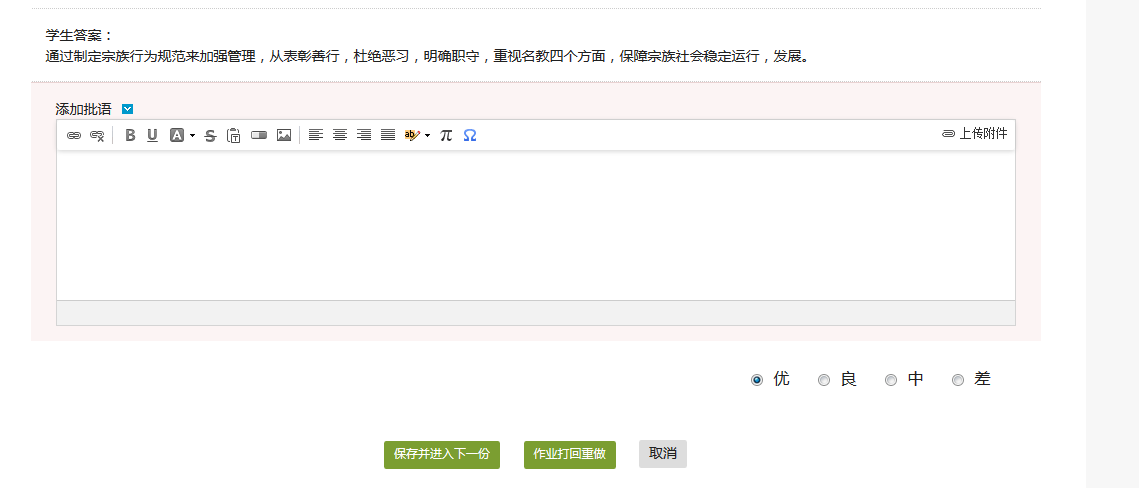 学生答案：
通过制定宗族行为规范来加强管理，从表彰善行，杜绝恶习，明确职守，重视名教四个方面，保障宗族社会稳定运行，发展。
添加批语
B U A S T ab π Ω 上传附件
优 良 中 差
保存并进入下一份 作业打回重做 取消